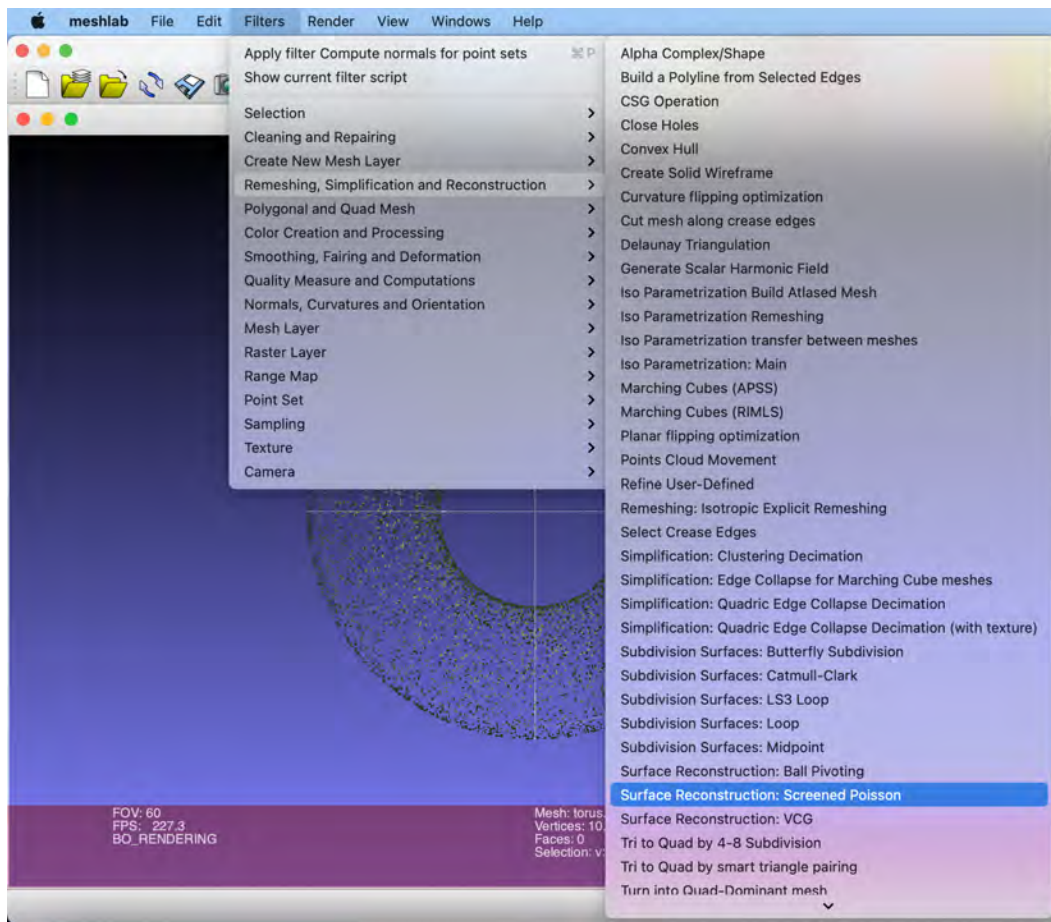 meshlab File Edit Filters Render View Windows Help
Apply filter Compute normals for point sets ⌘ P
Show current filter script
Selection
Cleaning and Repairing
Create New Mesh Layer
Remeshing, Simplification and Reconstruction
Polygonal and Quad Mesh
Color Creation and Processing
Smoothing, Fairing and Deformation
Quality Measure and Computations
Normals, Curvatures and Orientation
Mesh Layer
Raster Layer
Range Map
Point Set
Sampling
Texture
Camera
Alpha Complex/Shape
Build a Polyline from Selected Edges
CSG Operation
Close Holes
Convex Hull
Create Solid Wireframe
Curvature flipping optimization
Cut mesh along crease edges
Delaunay Triangulation
Generate Scalar Harmonic Field
Iso Parametrization Build Atlased Mesh
Iso Parametrization Remeshing
Iso Parametrization transfer between meshes
Iso Parametrization: Main
Marching Cubes (APSS)
Marching Cubes (RIMLS)
Planar flipping optimization
Points Cloud Movement
Refine User-Defined
Remeshing: Isotropic Explicit Remeshing
Select Crease Edges
Simplification: Clustering Decimation
Simplification: Edge Collapse for Marching Cube meshes
Simplification: Quadric Edge Collapse Decimation
Simplification: Quadric Edge Collapse Decimation (with texture)
Subdivision Surfaces: Butterfly Subdivision
Subdivision Surfaces: Catmull-Clark
Subdivision Surfaces: LS3 Loop
Subdivision Surfaces: Loop
Subdivision Surfaces: Midpoint
Surface Reconstruction: Ball Pivoting
Surface Reconstruction: Screened Poisson
Surface Reconstruction: VCG
Tri to Quad by 4-8 Subdivision
Tri to Quad by smart triangle pairing
Turn into Quad-Dominant mesh
FOV: 60
FPS: 227.3
BO_RENDERING
Mesh: torus.
Vertices: 10,
Faces: 0
Selection: v: